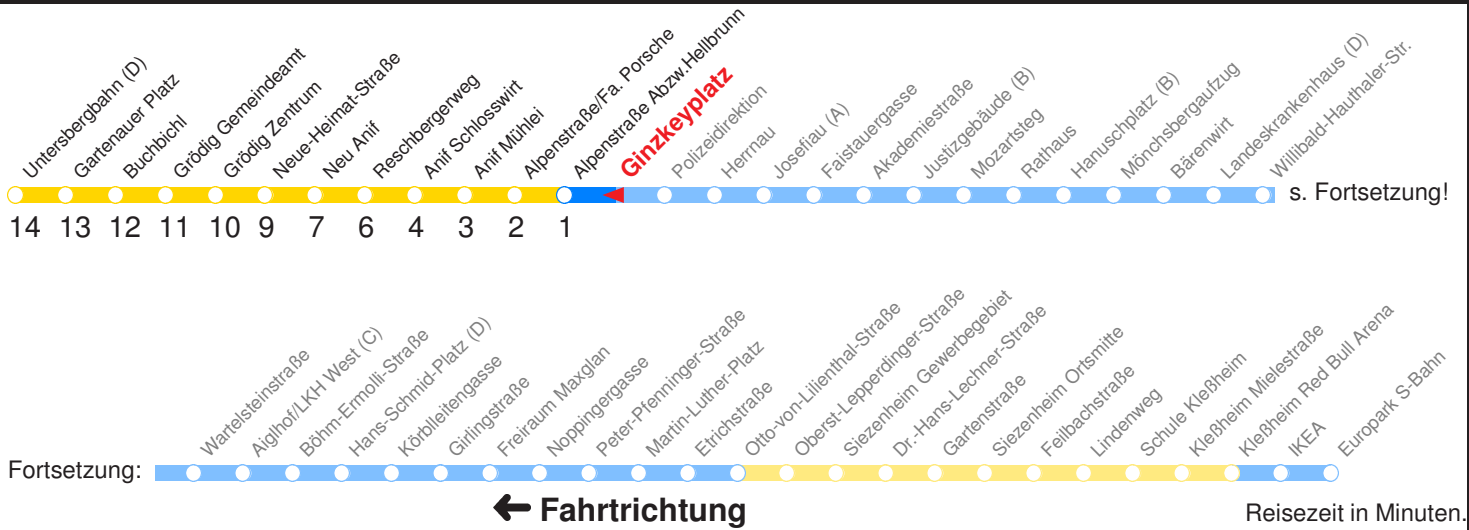 Untersbergbahn (D)
Gartenauer Platz
Buchbichl
Grödig Gemeindeamt
Grödig Zentrum
Neue-Heimat-Straße
Neu Anif
Reschbergerweg
Anif Schlosswirt
Anif Mühlei
Alpenstraße/Fa. Porsche
Alpenstraße Abzw.Hellbrunn
Ginzkeyplatz
Polizeidirektion
Herrnau
Josefiau (A)
Faistauergasse
Akademiestraße
Justizgebäude (B)
Mozartsteg
Rathaus
Hanuschplatz (B)
Mönchsbergaufzug
Bärenwirt
Landeskrankenhaus (D)
Willibald-Hauthaler-Str.
s. Fortsetzung!
14 13 12 11 10 9 7 6 4 3 2 1
Wartelsteinstraße
Aiglhof/LKH West (C)
Böhm-Ermolli-Straße
Hans-Schmid-Platz (D)
Körblleitengasse
Girlingstraße
Freiraum Maxglan
Noppingergasse
Peter-Pfenninger-Straße
Martin-Luther-Platz
Etrichstraße
Otto-von-Lilienthal-Straße
Oberst-Lepperdinger-Straße
Siezenheim Gewerbegebiet
Dr.-Hans-Lechner-Straße
Gartenstraße
Siezenheim Ortsmitte
Feilbachstraße
Lindenweg
Schule Kleßheim
Kleßheim Mielestraße
Kleßheim Red Bull Arena
IKEA
Europark S-Bahn
Fortsetzung:
← Fahrtrichtung
Reisezeit in Minuten.